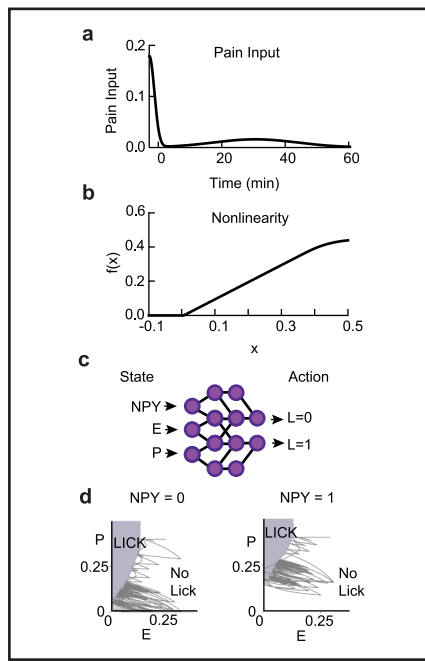 a
Pain Input
Pain Input
0.2
0.1
0.0
0 20 40 60
Time (min)
b
Nonlinearity
f(x)
0.6
0.4
0.2
0.0
-0.1 0.1 0.3 0.5
x
c
State Action
NPY
E
P
L=0
L=1
d
NPY = 0 NPY = 1
P LICK
0.25
No
Lick
0
0 0.25
E
LICK
P
0.25
No
Lick
0
0 0.25
E